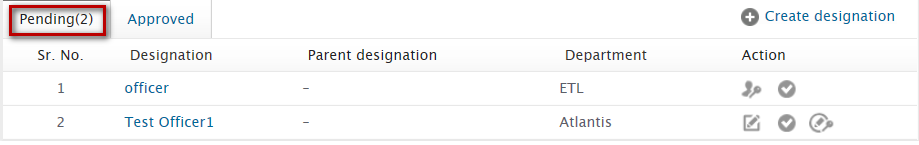 Pending(2) Approved Create designation
Sr. No. Designation Parent designation Department Action
1 officer – ETL
2 Test Officer1 – Atlantis